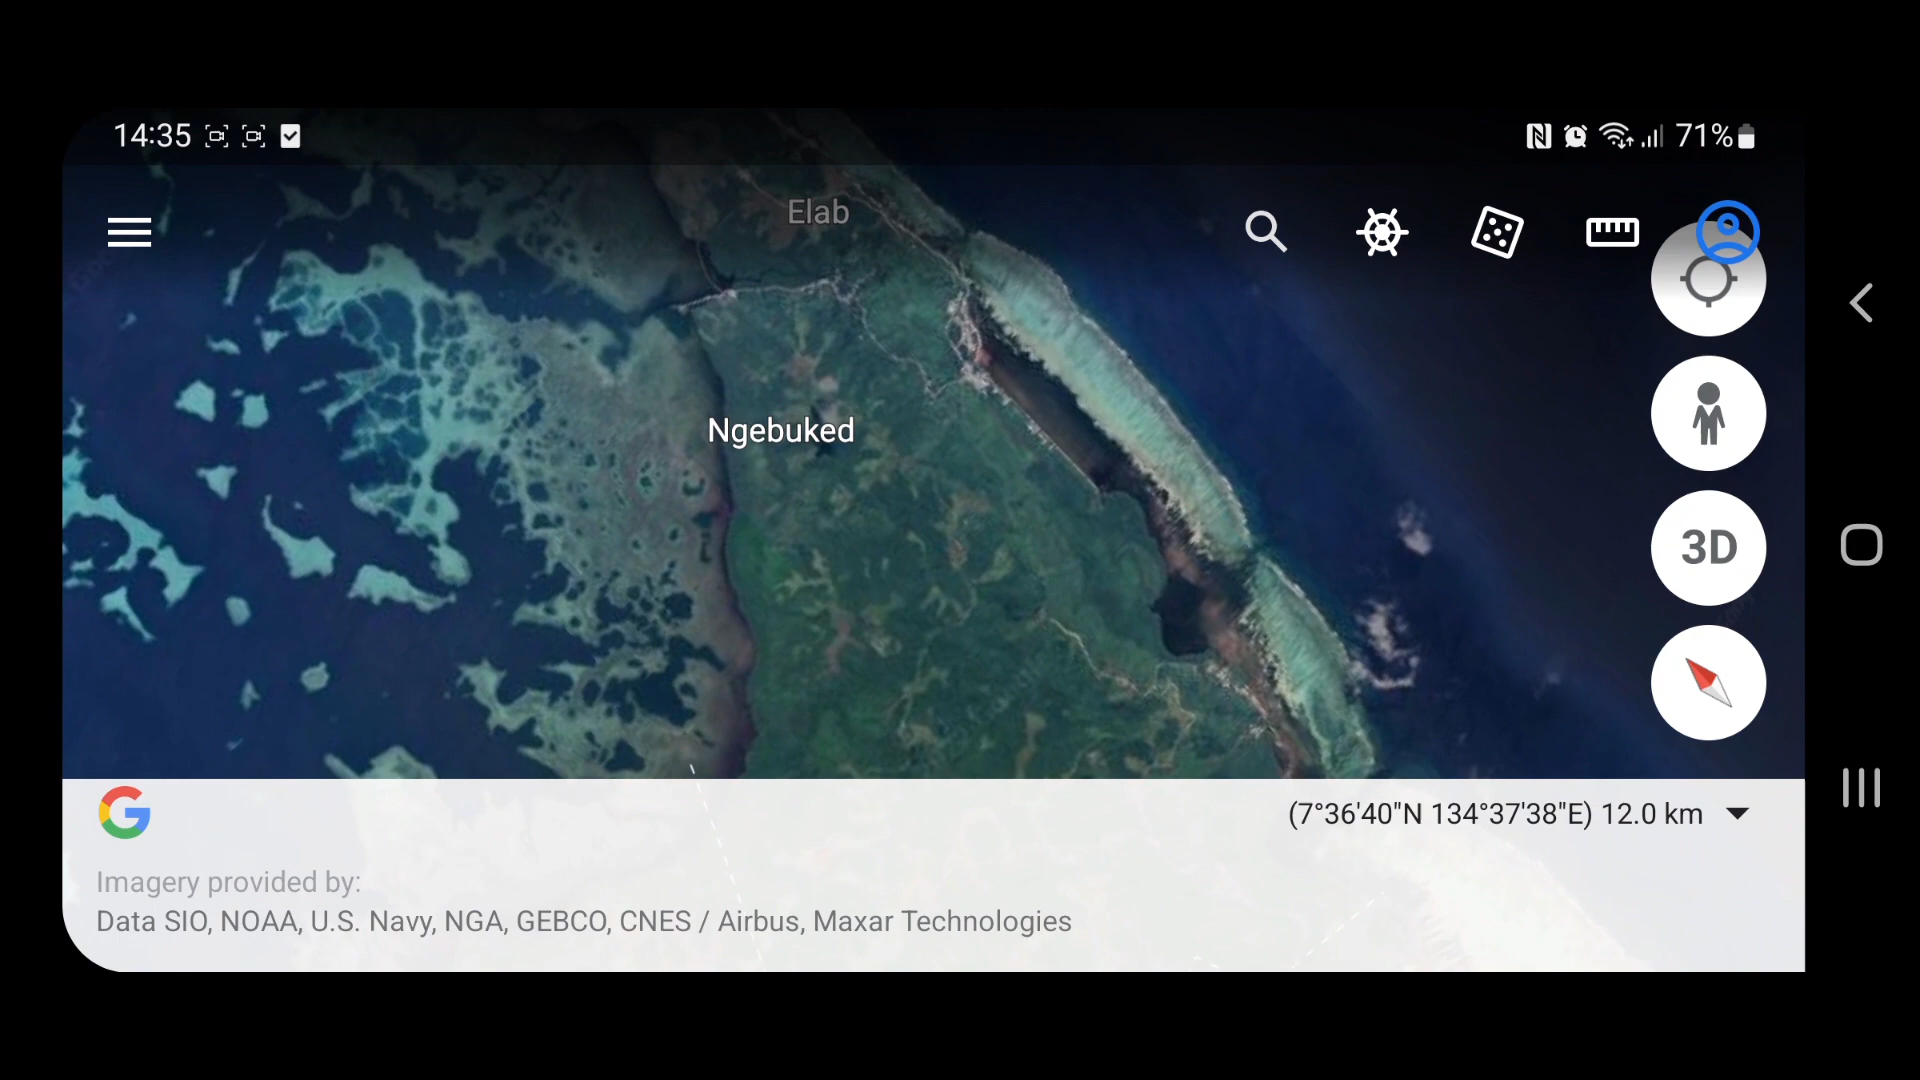 14:35
71%
Elab
Ngebuked
3D
(7°36'40"N 134°37'38"E) 12.0 km
Imagery provided by:
Data SIO, NOAA, U.S. Navy, NGA, GEBCO, CNES / Airbus, Maxar Technologies